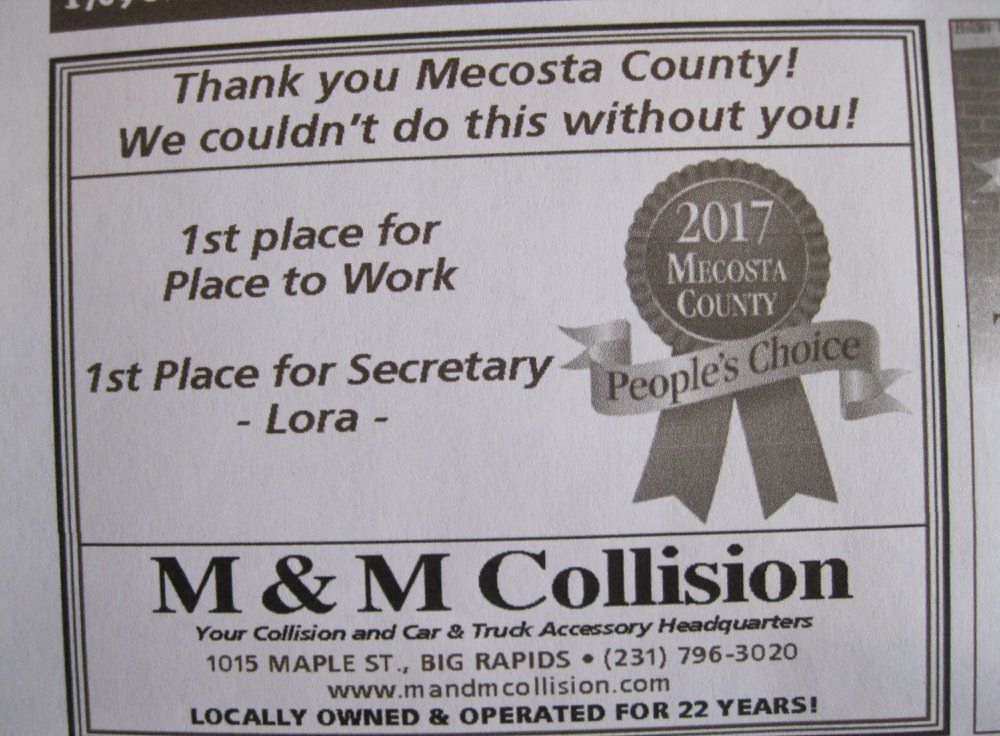 Thank you Mecosta County!
We couldn't do this without you!
1st place for
Place to Work
1st Place for Secretary
- Lora -
2017
MECOSTA
COUNTY
People's Choice
M & M Collision
Your Collision and Car & Truck Accessory Headquarters
1015 MAPLE ST., BIG RAPIDS • (231) 796-3020
www.mandmcollision.com
LOCALLY OWNED & OPERATED FOR 22 YEARS!